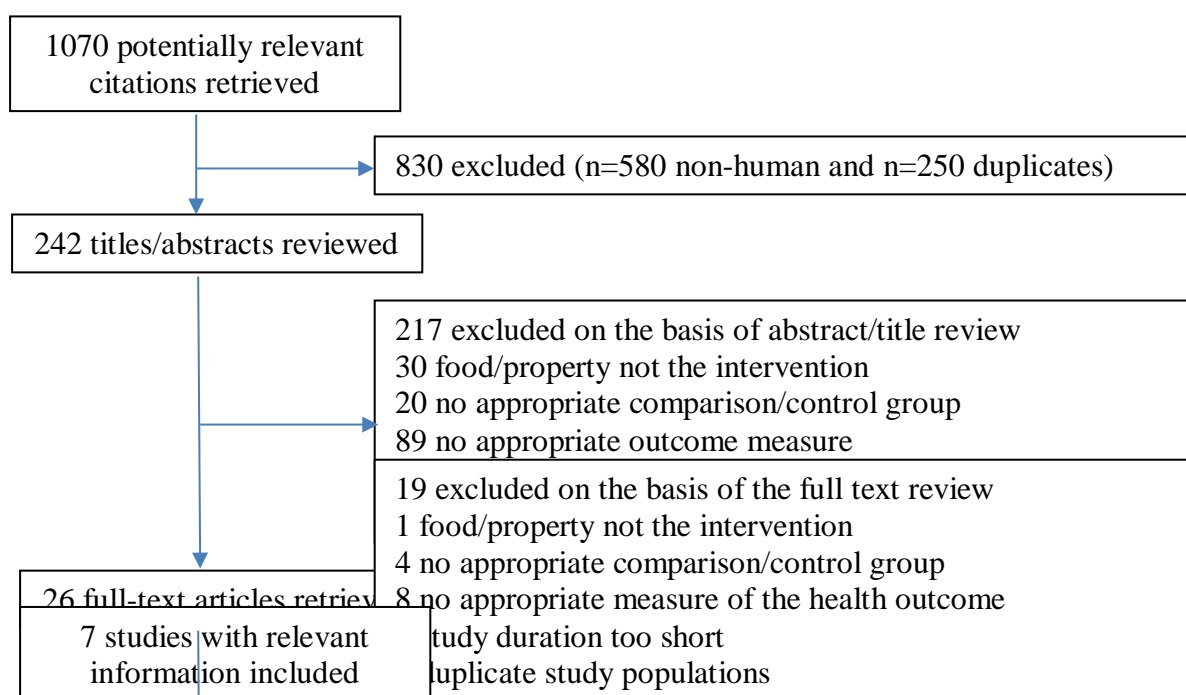 1070 potentially relevant
citations retrieved
830 excluded (n=580 non-human and n=250 duplicates)
242 titles/abstracts reviewed
217 excluded on the basis of abstract/title review
30 food/property not the intervention
20 no appropriate comparison/control group
89 no appropriate outcome measure
19 excluded on the basis of the full text review
1 food/property not the intervention
4 no appropriate comparison/control group
26 full-text articles
8 no appropriate measure of the health outcome
7 studies with relevant
information included
duration too short
study populations